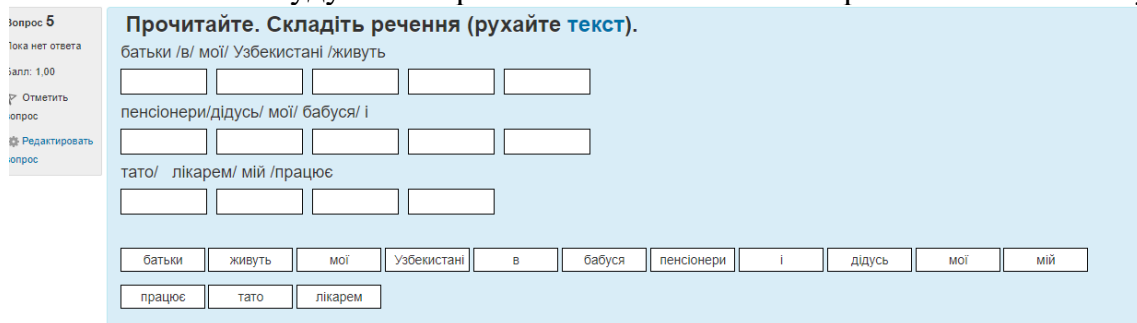 Вопрос 5
Пока нет ответа
Балл: 1,00
Отметить
вопрос
Редактировать
вопрос
Прочитайте. Складіть речення (рухайте текст).
батьки /в/ мої/ Узбекистані /живуть
пенсіонери/дідусь/ мої/ бабуся/ і
тато/ лікарем/ мій /працює
батьки живуть мої Узбекистані в бабуся пенсіонери і дідусь мої мій
працює тато лікарем